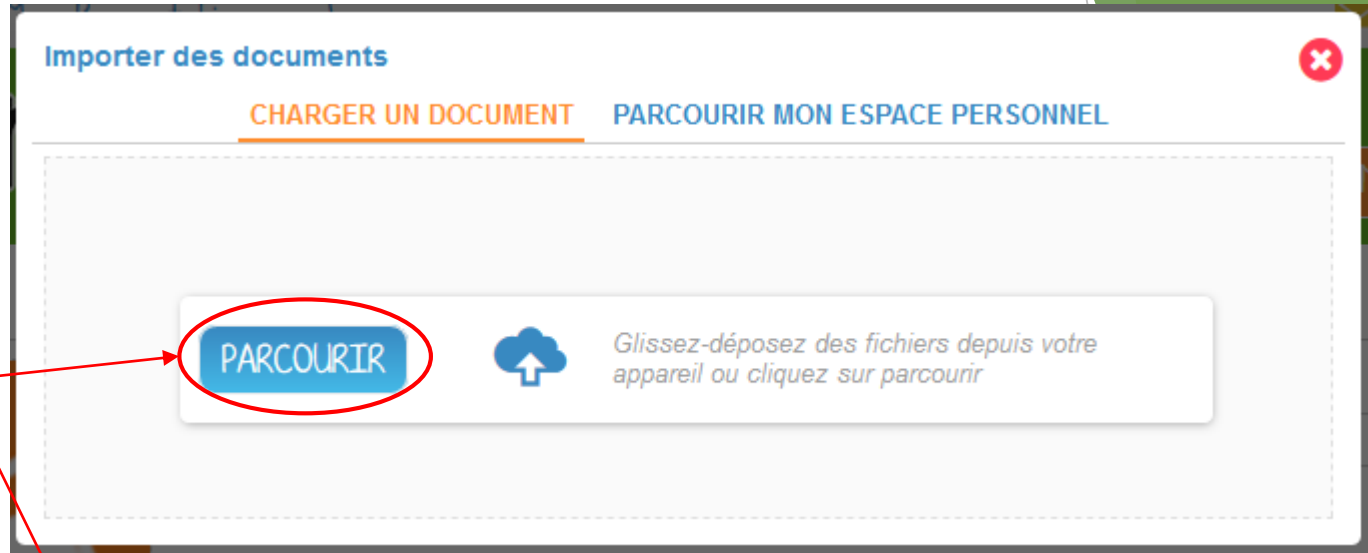 Importer des documents
CHARGER UN DOCUMENT PARCOURIR MON ESPACE PERSONNEL
PARCOURIR
Glissez-déposez des fichiers depuis votre
appareil ou cliquez sur parcourir